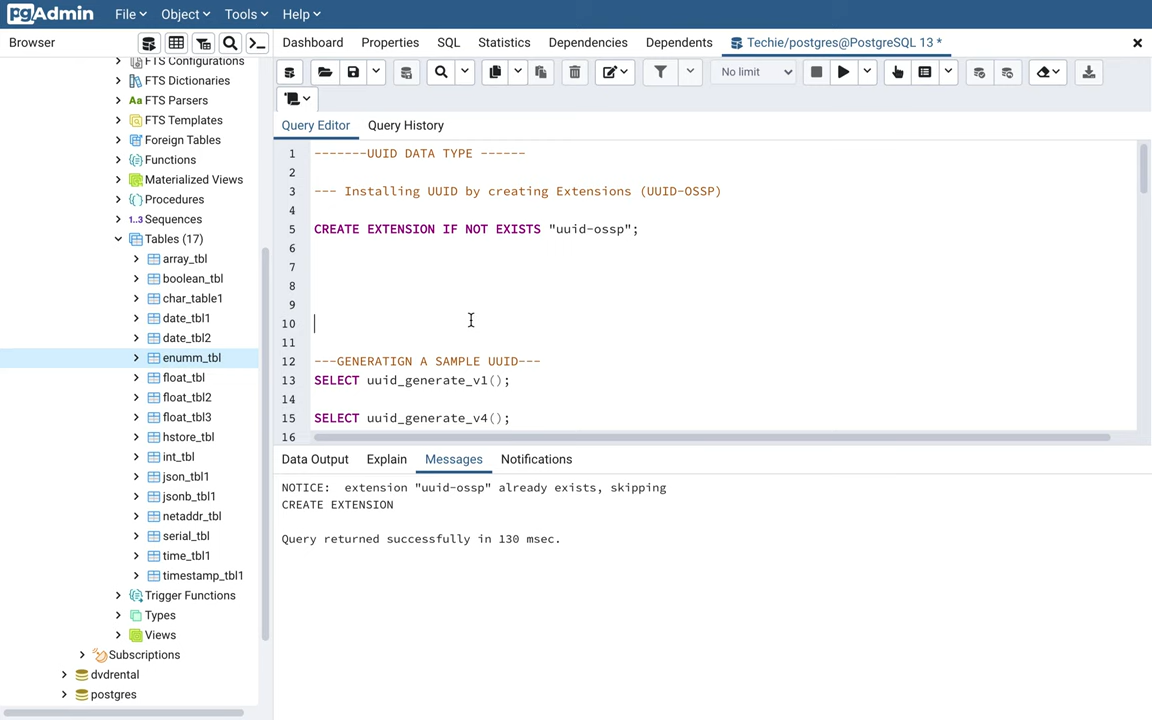 pgAdmin File Object Tools Help
Browser
Dashboard Properties SQL Statistics Dependencies Dependents Techie/postgres@PostgreSQL 13 *
No limit
Query Editor Query History
FTS Configurations
FTS Dictionaries
Aa FTS Parsers
FTS Templates
Foreign Tables
Functions
Materialized Views
Procedures
1..3 Sequences
Tables (17)
array_tbl
boolean_tbl
char_table1
date_tbl1
date_tbl2
enumm_tbl
float_tbl
float_tbl2
float_tbl3
hstore_tbl
int_tbl
json_tbl1
jsonb_tbl1
netaddr_tbl
serial_tbl
time_tbl1
timestamp_tbl1
Trigger Functions
Types
Views
Subscriptions
dvdrental
postgres
1 -------UUID DATA TYPE ------
2
3 --- Installing UUID by creating Extensions (UUID-OSSP)
4
5 CREATE EXTENSION IF NOT EXISTS "uuid-ossp";
6
7
8
9
10
11
12 ---GENERATIGN A SAMPLE UUID---
13 SELECT uuid_generate_v1();
14
15 SELECT uuid_generate_v4();
16
Data Output Explain Messages Notifications
NOTICE:  extension "uuid-ossp" already exists, skipping
CREATE EXTENSION
Query returned successfully in 130 msec.